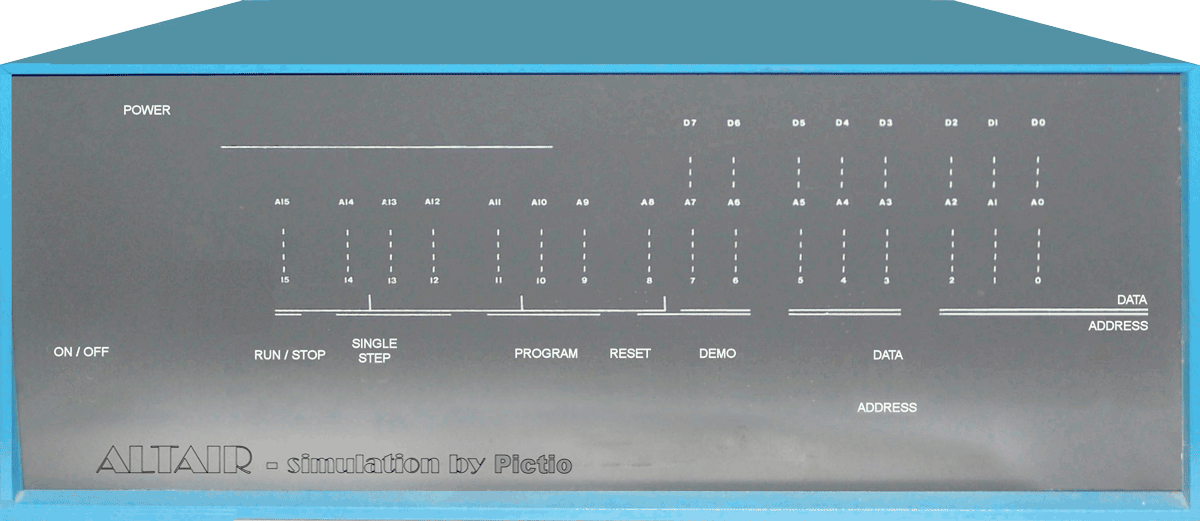 POWER
D7 D6 D5 D4 D3 D2 D1 D0
A15 A14 A13 A12 A11 A10 A9 A8 A7 A6 A5 A4 A3 A2 A1 A0
15 14 13 12 11 10 9 8 7 6 5 4 3 2 1 0
DATA
ADDRESS
ON / OFF
RUN / STOP
SINGLE
STEP
PROGRAM
RESET
DEMO
DATA
ADDRESS
ALTAIR - simulation by Pictio